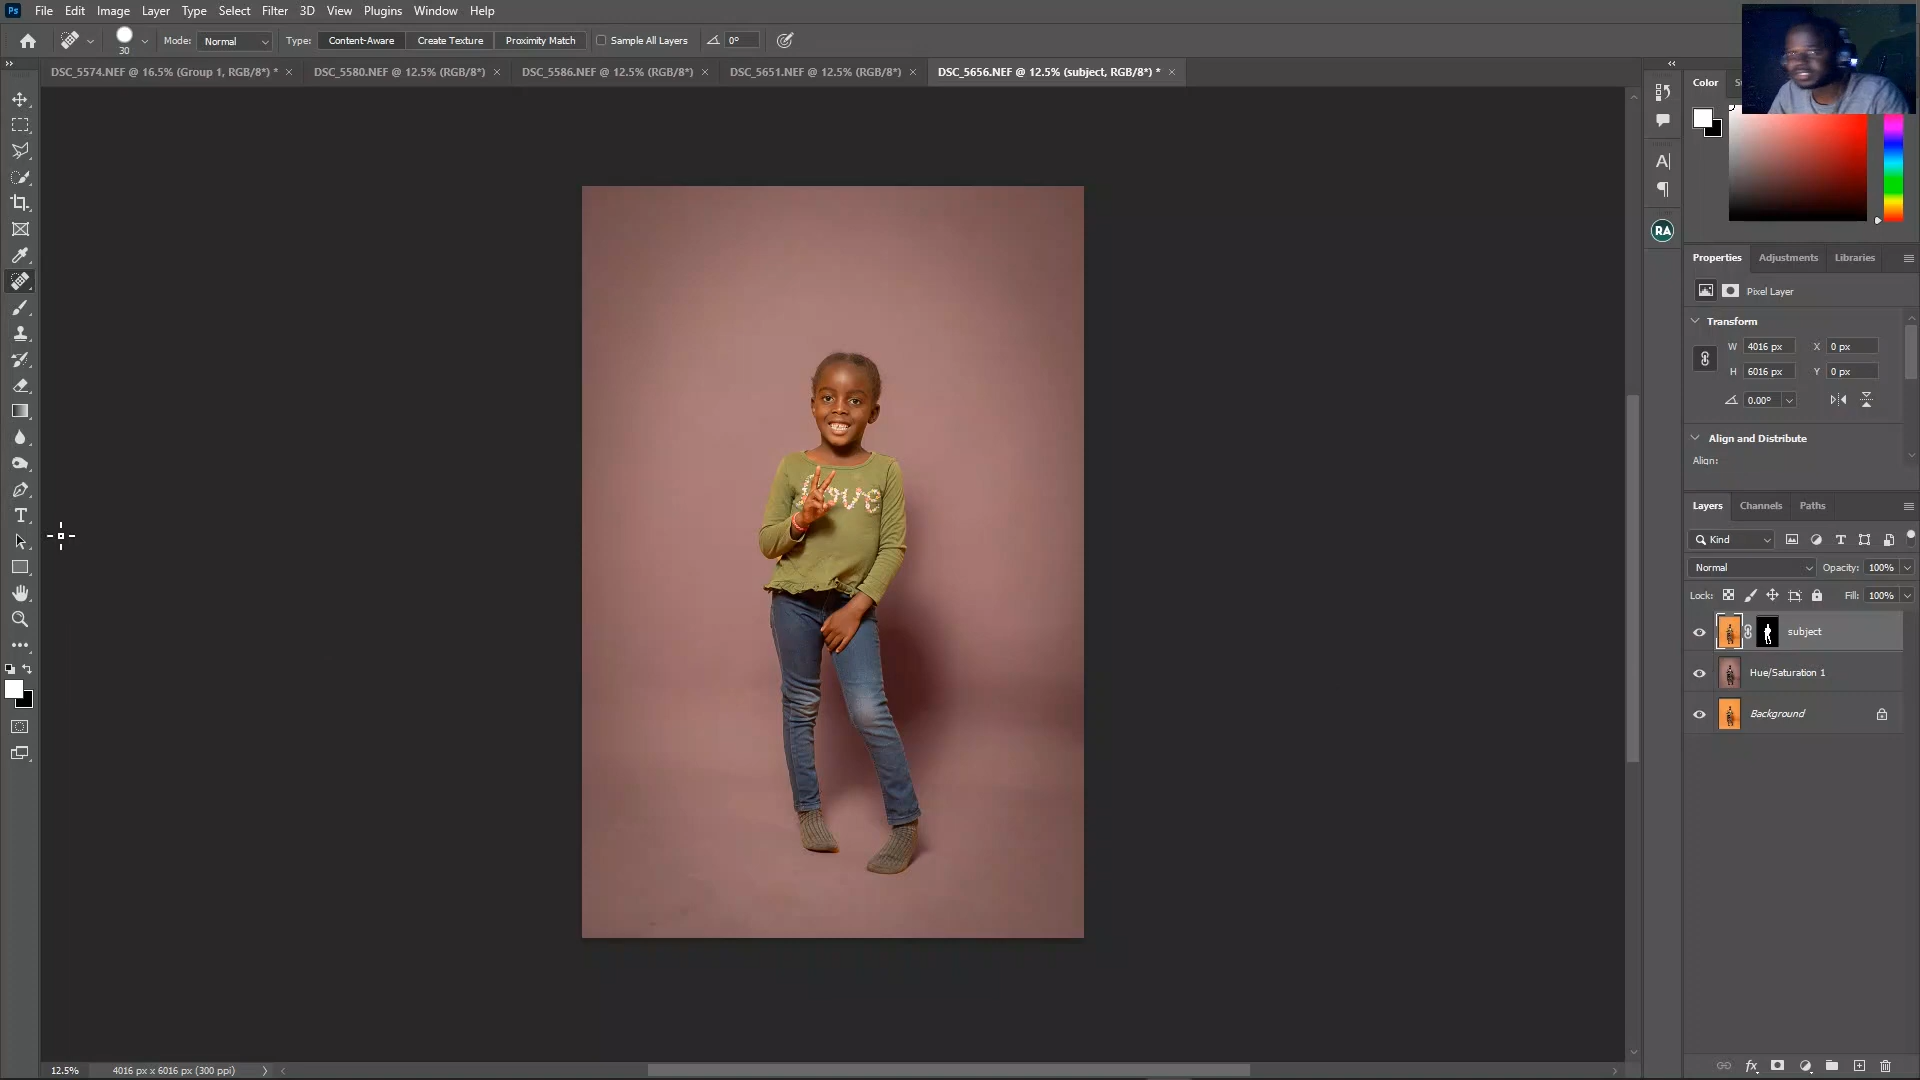 Ps File Edit Image Layer Type Select Filter 3D View Plugins Window Help
30 Mode: Normal Type: Content-Aware Create Texture Proximity Match Sample All Layers 0°
DSC_5574.NEF @ 16.5% (Group 1, RGB/8*) * × DSC_5580.NEF @ 12.5% (RGB/8*) × DSC_5586.NEF @ 12.5% (RGB/8*) × DSC_5651.NEF @ 12.5% (RGB/8*) × DSC_5656.NEF @ 12.5% (subject, RGB/8*) * ×
Color
RA
Properties Adjustments Libraries
Pixel Layer
Transform
W 4016 px X 0 px
H 6016 px Y 0 px
0.00°
Align and Distribute
Align:
love
Layers Channels Paths
Kind
Normal Opacity: 100%
Lock: Fill: 100%
subject
Hue/Saturation 1
Background
12.5% 4016 px x 6016 px (300 ppi)